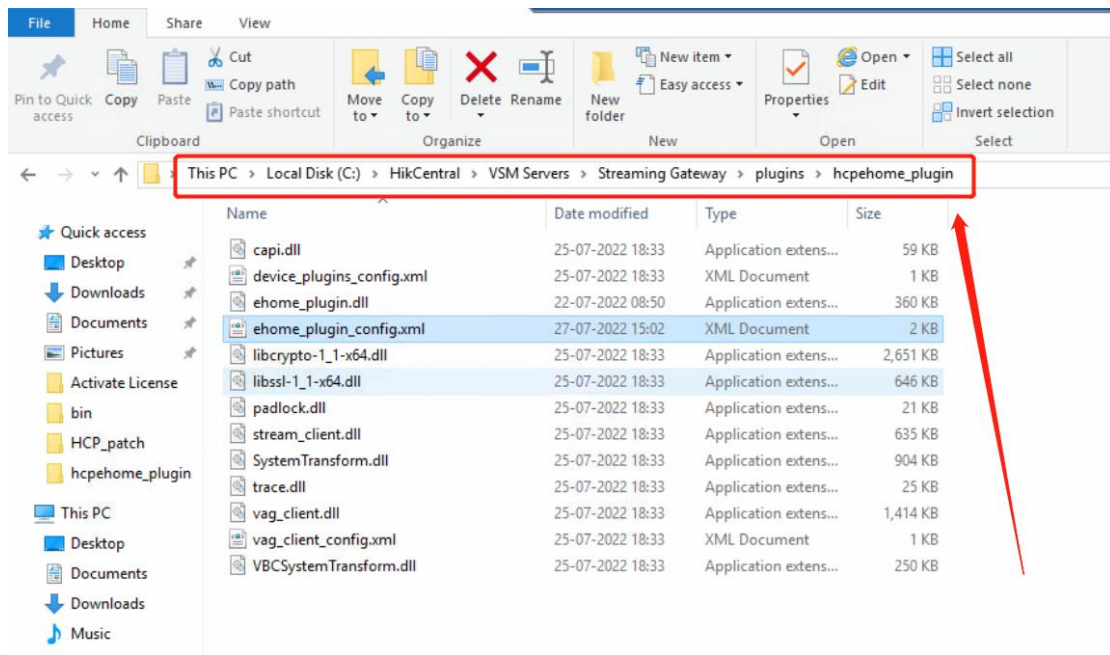 File Home Share View
Cut
Copy path
Paste shortcut
Pin to Quick access
Copy
Paste
Move to
Copy to
Delete
Rename
New folder
New item
Easy access
Properties
Open
Edit
Select all
Select none
Invert selection
Clipboard Organize New Open Select
This PC > Local Disk (C:) > HikCentral > VSM Servers > Streaming Gateway > plugins > hcpehome_plugin
Quick access
Desktop
Downloads
Documents
Pictures
Activate License
bin
HCP_patch
hcpehome_plugin
This PC
Desktop
Documents
Downloads
Music
Name Date modified Type Size
capi.dll 25-07-2022 18:33 Application extens... 59 KB
device_plugins_config.xml 25-07-2022 18:33 XML Document 1 KB
ehome_plugin.dll 22-07-2022 08:50 Application extens... 360 KB
ehome_plugin_config.xml 27-07-2022 15:02 XML Document 2 KB
libcrypto-1_1-x64.dll 25-07-2022 18:33 Application extens... 2,651 KB
libssl-1_1-x64.dll 25-07-2022 18:33 Application extens... 646 KB
padlock.dll 25-07-2022 18:33 Application extens... 21 KB
stream_client.dll 25-07-2022 18:33 Application extens... 635 KB
SystemTransform.dll 25-07-2022 18:33 Application extens... 904 KB
trace.dll 25-07-2022 18:33 Application extens... 25 KB
vag_client.dll 25-07-2022 18:33 Application extens... 1,414 KB
vag_client_config.xml 25-07-2022 18:33 XML Document 1 KB
VBCSystemTransform.dll 25-07-2022 18:33 Application extens... 250 KB